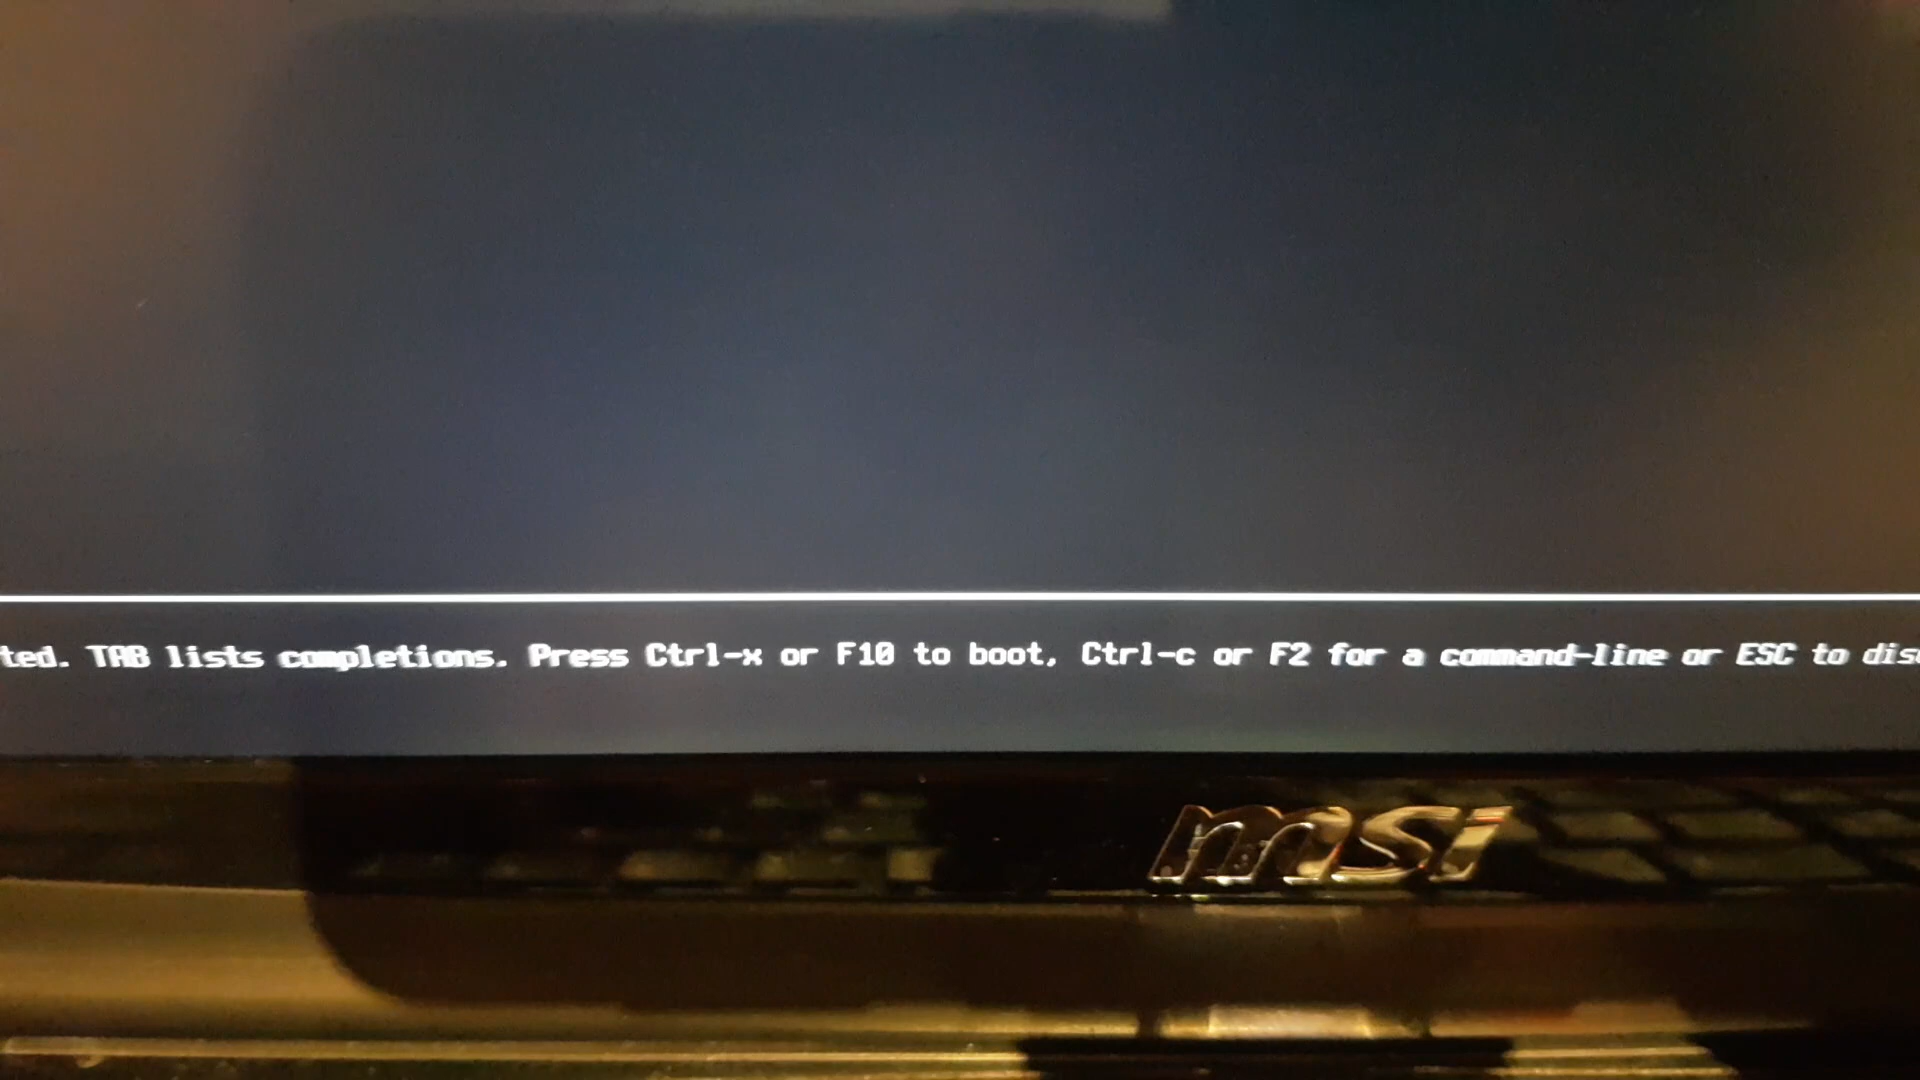 ted. TAB lists completions. Press Ctrl-x or F10 to boot, Ctrl-c or F2 for a command-line or ESC to disc
msi